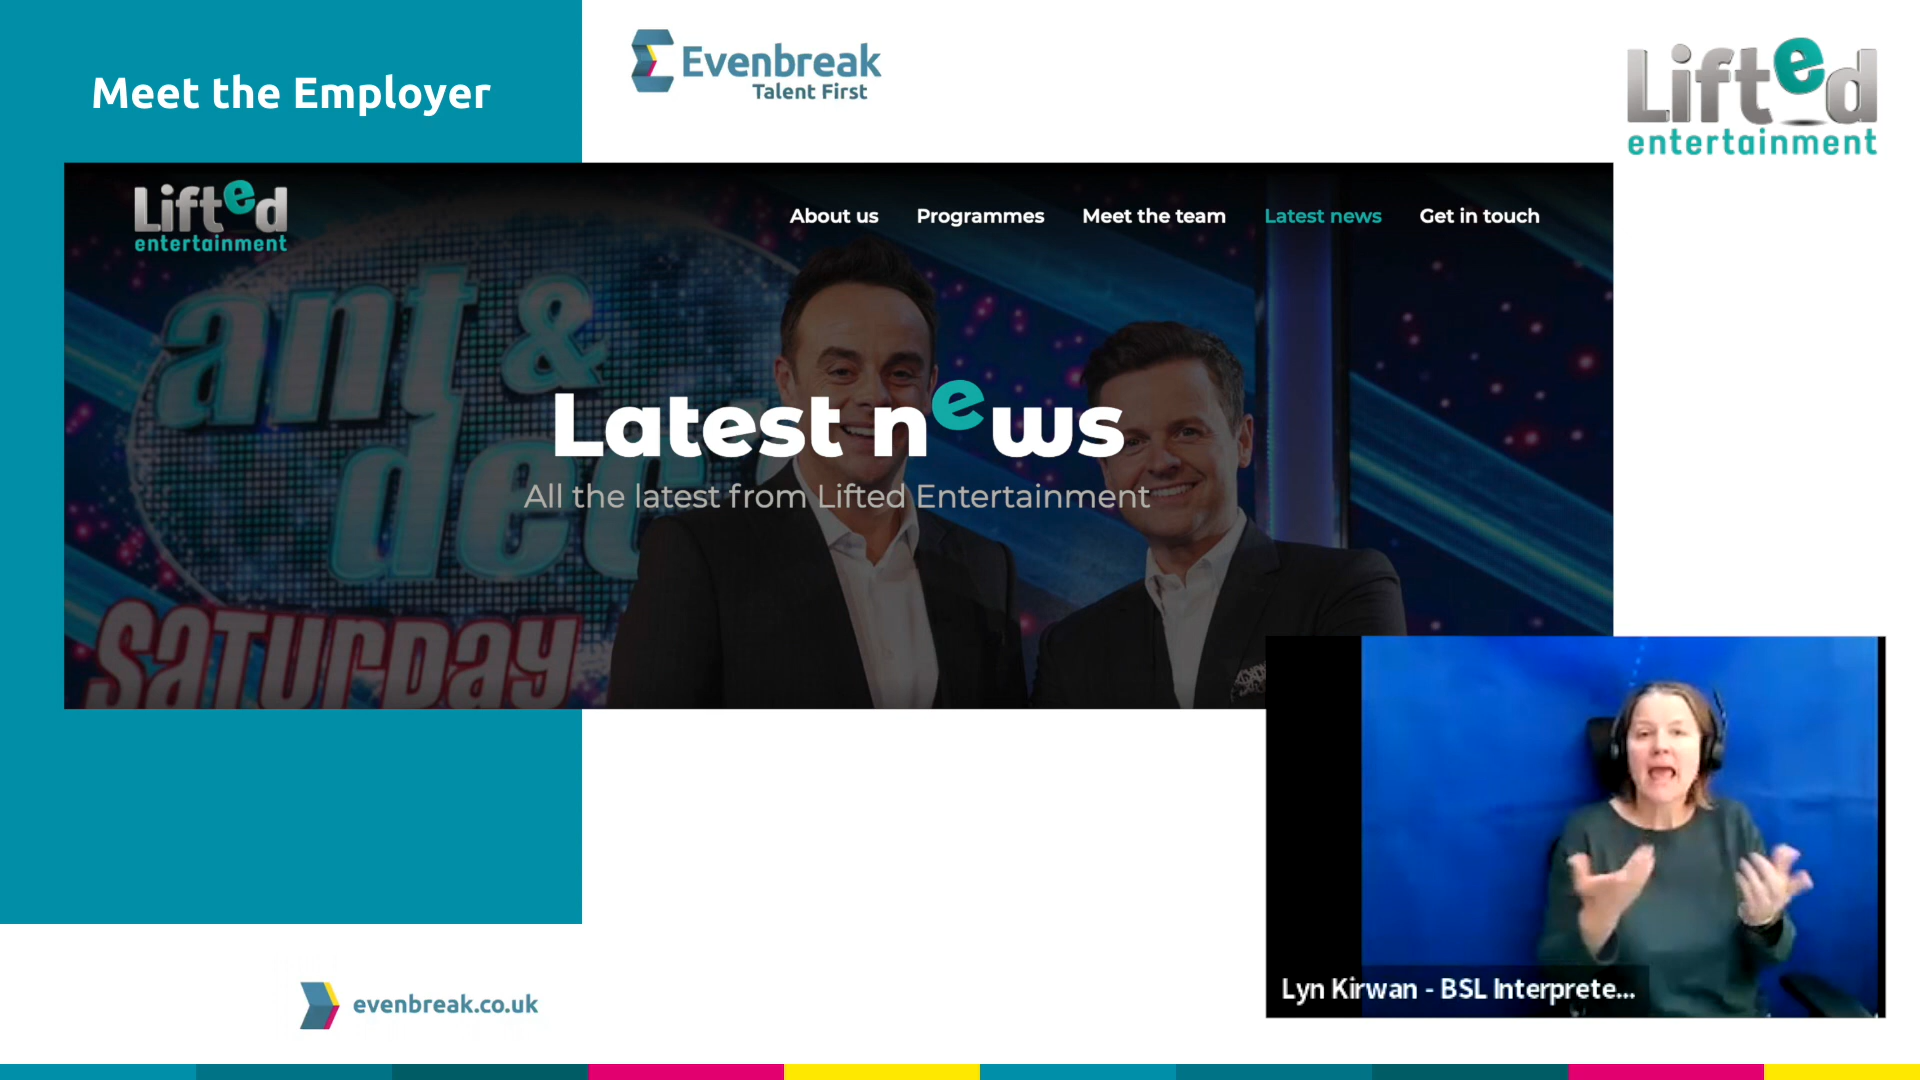 Meet the Employer
Evenbreak
Talent First
Lifted
entertainment
Lifted
entertainment
About us
Programmes
Meet the team
Latest news
Get in touch
ant &
dec
SATURDAY
Latest news
All the latest from Lifted Entertainment
Lyn Kirwan - BSL Interprete...
evenbreak.co.uk